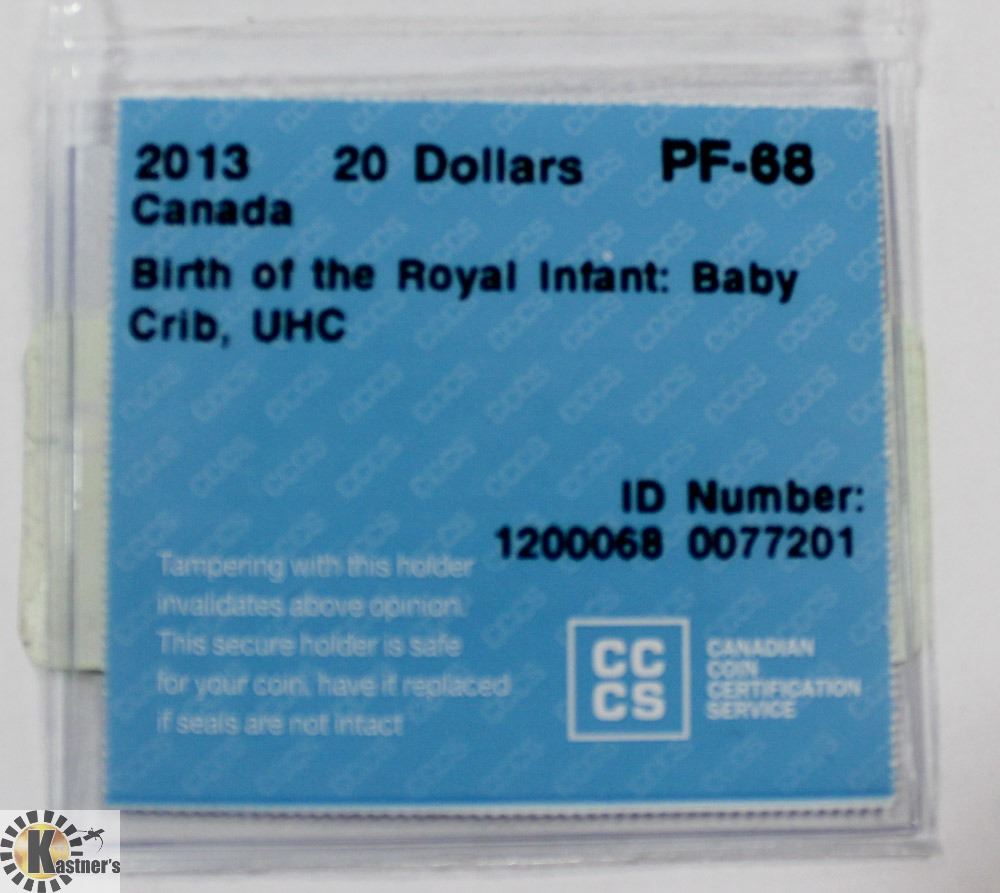 2013 20 Dollars PF-68
Canada
Birth of the Royal Infant: Baby
Crib, UHC
ID Number:
1200068 0077201
Tampering with this holder
invalidates above opinion.
This secure holder is safe
for your coin, have it replaced
if seals are not intact
CC
CS
CANADIAN
COIN
CERTIFICATION
SERVICE
Kastner's